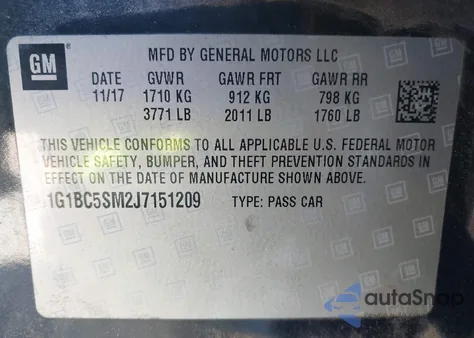 GM
MFD BY GENERAL MOTORS LLC
DATE GVWR GAWR FRT GAWR RR
11/17 1710 KG 912 KG 798 KG
3771 LB 2011 LB 1760 LB
THIS VEHICLE CONFORMS TO ALL APPLICABLE U.S. FEDERAL MOTOR
VEHICLE SAFETY, BUMPER, AND THEFT PREVENTION STANDARDS IN
EFFECT ON THE DATE OF MANUFACTURE SHOWN ABOVE.
1G1BC5SM2J7151209 TYPE: PASS CAR
autaSnap